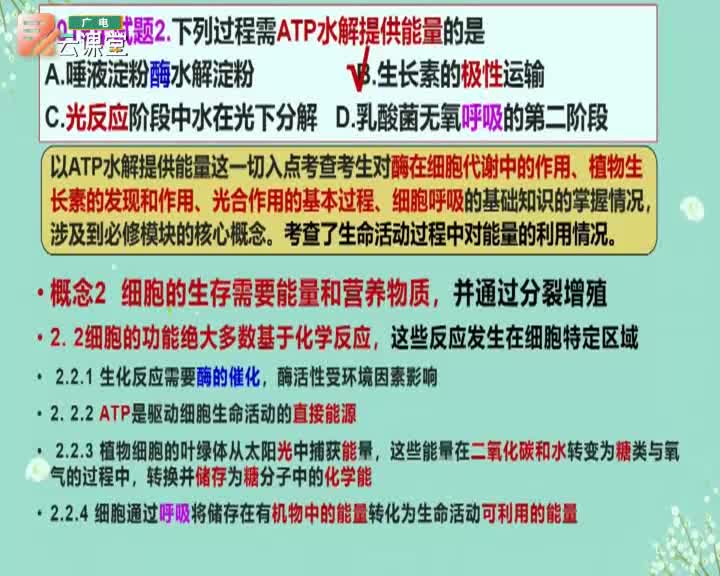 广电
云课堂
试题2.下列过程需ATP水解提供能量的是
A.唾液淀粉酶水解淀粉 B.生长素的极性运输
C.光反应阶段中水在光下分解 D.乳酸菌无氧呼吸的第二阶段
以ATP水解提供能量这一切入点考查考生对酶在细胞代谢中的作用、植物生
长素的发现和作用、光合作用的基本过程、细胞呼吸的基础知识的掌握情况，
涉及到必修模块的核心概念。考查了生命活动过程中对能量的利用情况。
• 概念2 细胞的生存需要能量和营养物质，并通过分裂增殖
• 2. 2细胞的功能绝大多数基于化学反应，这些反应发生在细胞特定区域
• 2.2.1 生化反应需要酶的催化，酶活性受环境因素影响
• 2. 2.2 ATP是驱动细胞生命活动的直接能源
• 2.2.3 植物细胞的叶绿体从太阳光中捕获能量，这些能量在二氧化碳和水转变为糖类与氧
气的过程中，转换并储存为糖分子中的化学能
• 2.2.4 细胞通过呼吸将储存在有机物中的能量转化为生命活动可利用的能量